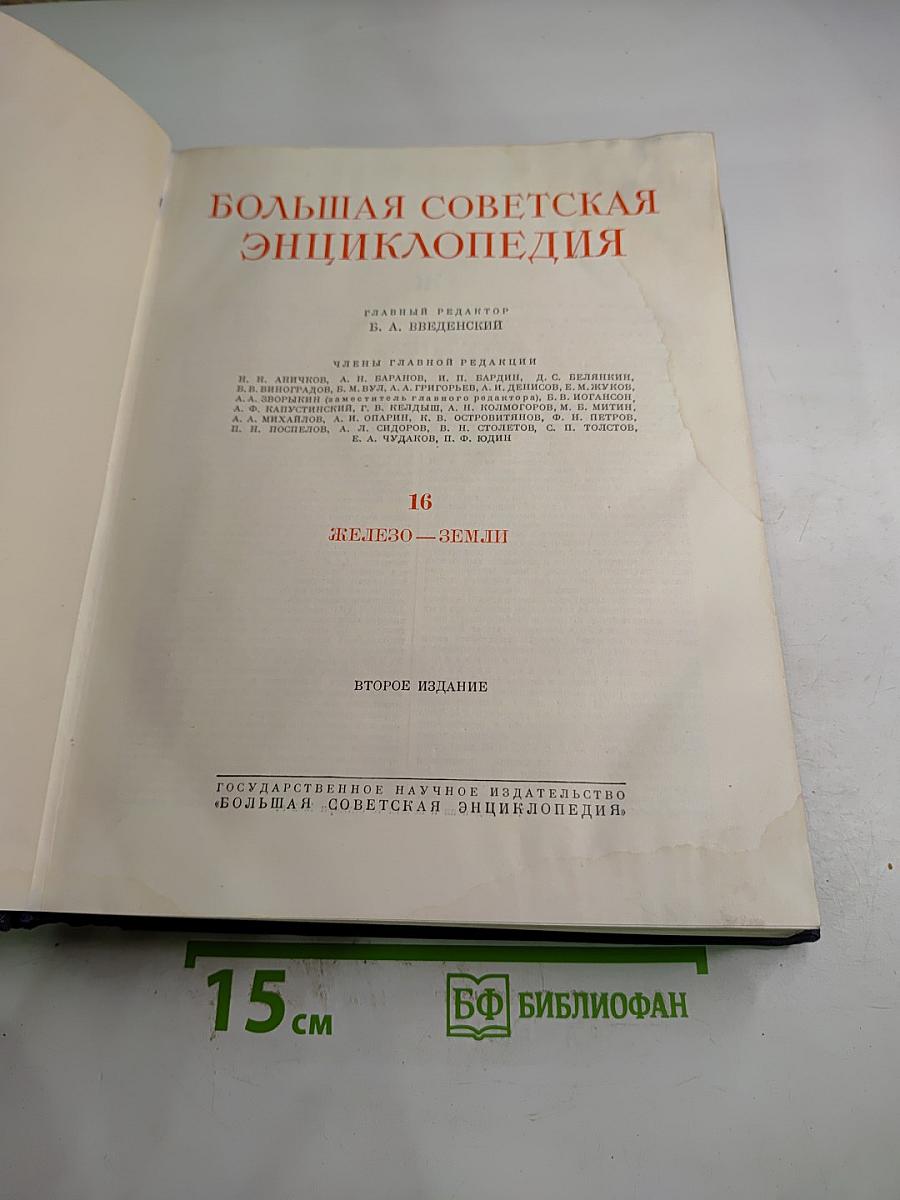 БОЛЬШАЯ СОВЕТСКАЯ
ЭНЦИКЛОПЕДИЯ
ГЛАВНЫЙ РЕДАКТОР
Б. А. ВВЕДЕНСКИЙ
ЧЛЕНЫ ГЛАВНОЙ РЕДАКЦИИ
Н. Н. АНИЧКОВ, А. Н. БАРАНОВ, И. П. БАРДИН, Д. С. БЕЛЯНКИН,
В. В. ВИНОГРАДОВ, Б. М. ВУЛ, А. А. ГРИГОРЬЕВ, А. И. ДЕНИСОВ, Е. М. ЖУКОВ,
А. А. ЗВОРЫКИН (заместитель главного редактора), Б. В. ИОГАНСОН,
А. Ф. КАПУСТИНСКИЙ, Г. В. КЕЛДЫШ, А. Н. КОЛМОГОРОВ, М. Б. МИТИН,
А. А. МИХАЙЛОВ, А. И. ОПАРИН, К. В. ОСТРОВИТЯНОВ, Ф. Н. ПЕТРОВ,
П. Н. ПОСПЕЛОВ, А. Л. СИДОРОВ, В. Н. СТОЛЕТОВ, С. П. ТОЛСТОВ,
Е. А. ЧУДАКОВ, П. Ф. ЮДИН
16
ЖЕЛЕЗО — ЗЕМЛИ
ВТОРОЕ ИЗДАНИЕ
ГОСУДАРСТВЕННОЕ НАУЧНОЕ ИЗДАТЕЛЬСТВО
«БОЛЬШАЯ СОВЕТСКАЯ ЭНЦИКЛОПЕДИЯ»
15 см
БФ БИБЛИОФАН